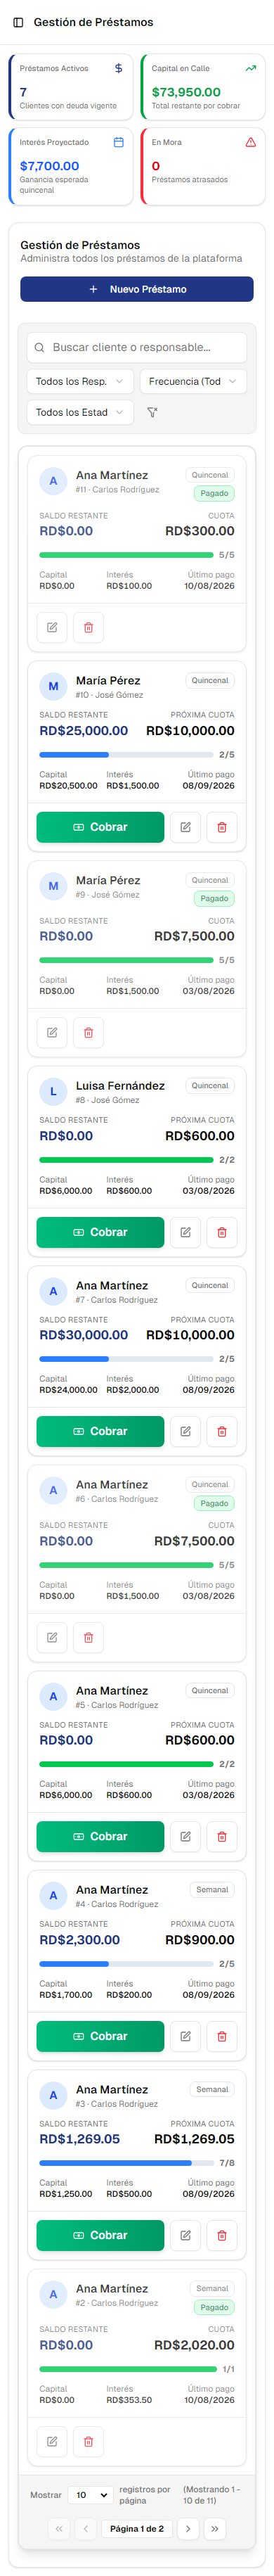 Gestión de Préstamos
Préstamos Activos
7
Clientes con deuda vigente
Capital en Calle
$73,950.00
Total restante por cobrar
Interés Proyectado
$7,700.00
Ganancia esperada
quincenal
En Mora
0
Préstamos atrasados
Gestión de Préstamos
Administra todos los préstamos de la plataforma
Nuevo Préstamo
Buscar cliente o responsable...
Todos los Resp.
Frecuencia (Tod
Todos los Estad
A
Ana Martínez
#11 · Carlos Rodríguez
Quincenal
Pagado
SALDO RESTANTE
CUOTA
RD$0.00
RD$300.00
5/5
Capital
Interés
Último pago
RD$0.00
RD$100.00
10/08/2026
M
María Pérez
#10 · José Gómez
Quincenal
SALDO RESTANTE
PRÓXIMA CUOTA
RD$25,000.00
RD$10,000.00
2/5
Capital
Interés
Último pago
RD$20,500.00
RD$1,500.00
08/09/2026
Cobrar
M
María Pérez
#9 · José Gómez
Quincenal
Pagado
SALDO RESTANTE
CUOTA
RD$0.00
RD$7,500.00
5/5
Capital
Interés
Último pago
RD$0.00
RD$1,500.00
03/08/2026
L
Luisa Fernández
#8 · José Gómez
Quincenal
SALDO RESTANTE
PRÓXIMA CUOTA
RD$0.00
RD$600.00
2/2
Capital
Interés
Último pago
RD$6,000.00
RD$600.00
03/08/2026
Cobrar
A
Ana Martínez
#7 · Carlos Rodríguez
Quincenal
SALDO RESTANTE
PRÓXIMA CUOTA
RD$30,000.00
RD$10,000.00
2/5
Capital
Interés
Último pago
RD$24,000.00
RD$2,000.00
08/09/2026
Cobrar
A
Ana Martínez
#6 · Carlos Rodríguez
Quincenal
Pagado
SALDO RESTANTE
CUOTA
RD$0.00
RD$7,500.00
5/5
Capital
Interés
Último pago
RD$0.00
RD$1,500.00
03/08/2026
A
Ana Martínez
#5 · Carlos Rodríguez
Quincenal
SALDO RESTANTE
PRÓXIMA CUOTA
RD$0.00
RD$600.00
2/2
Capital
Interés
Último pago
RD$6,000.00
RD$600.00
03/08/2026
Cobrar
A
Ana Martínez
#4 · Carlos Rodríguez
Semanal
SALDO RESTANTE
PRÓXIMA CUOTA
RD$2,300.00
RD$900.00
2/5
Capital
Interés
Último pago
RD$1,700.00
RD$200.00
08/09/2026
Cobrar
A
Ana Martínez
#3 · Carlos Rodríguez
Semanal
SALDO RESTANTE
PRÓXIMA CUOTA
RD$1,269.05
RD$1,269.05
7/8
Capital
Interés
Último pago
RD$1,250.00
RD$500.00
08/09/2026
Cobrar
A
Ana Martínez
#2 · Carlos Rodríguez
Semanal
Pagado
SALDO RESTANTE
CUOTA
RD$0.00
RD$2,020.00
1/1
Capital
Interés
Último pago
RD$0.00
RD$353.50
10/08/2026
Mostrar
10
registros por
página
(Mostrando 1 -
10 de 11)
Página 1 de 2